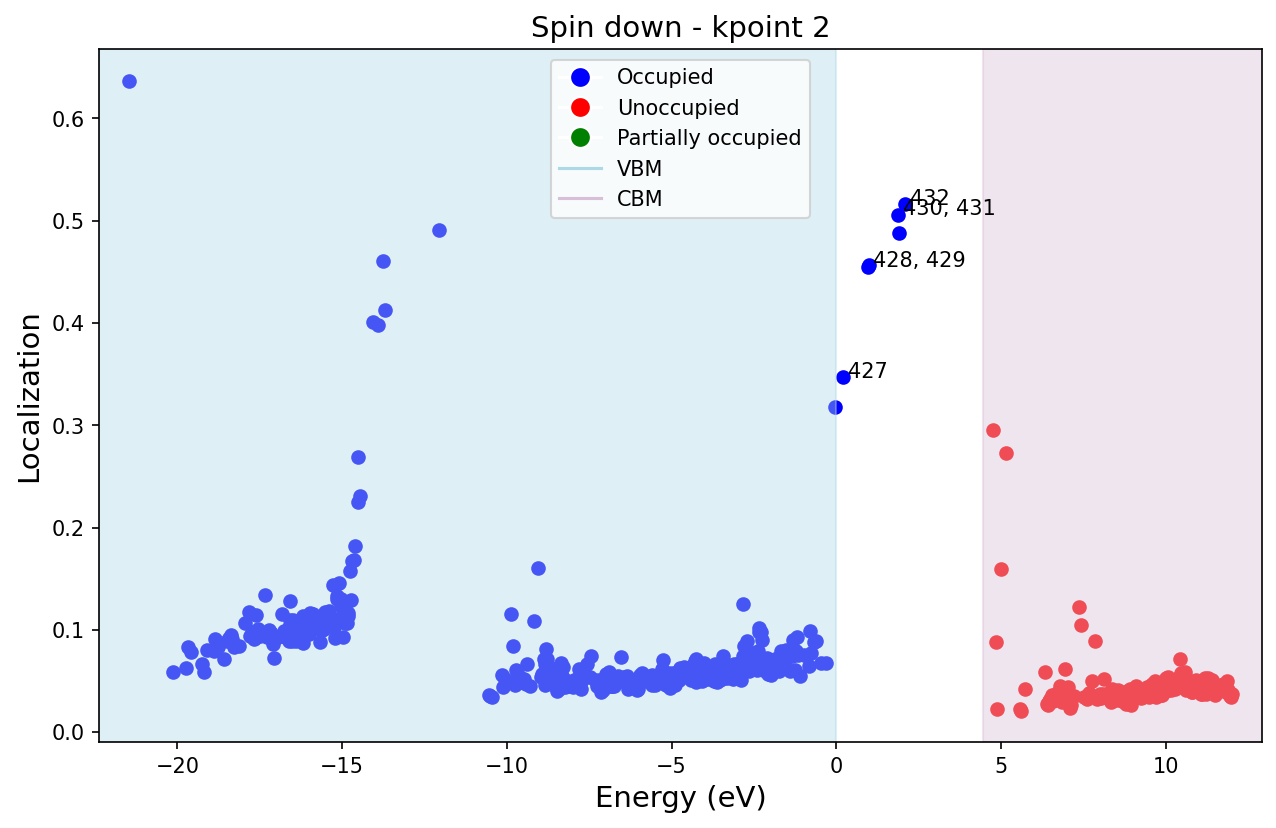 Spin down - kpoint 2
Localization
0.6
0.5
0.4
0.3
0.2
0.1
0.0
Occupied
Unoccupied
Partially occupied
VBM
CBM
432
430, 431
428, 429
427
−20
−15
−10
−5
0
5
10
Energy (eV)